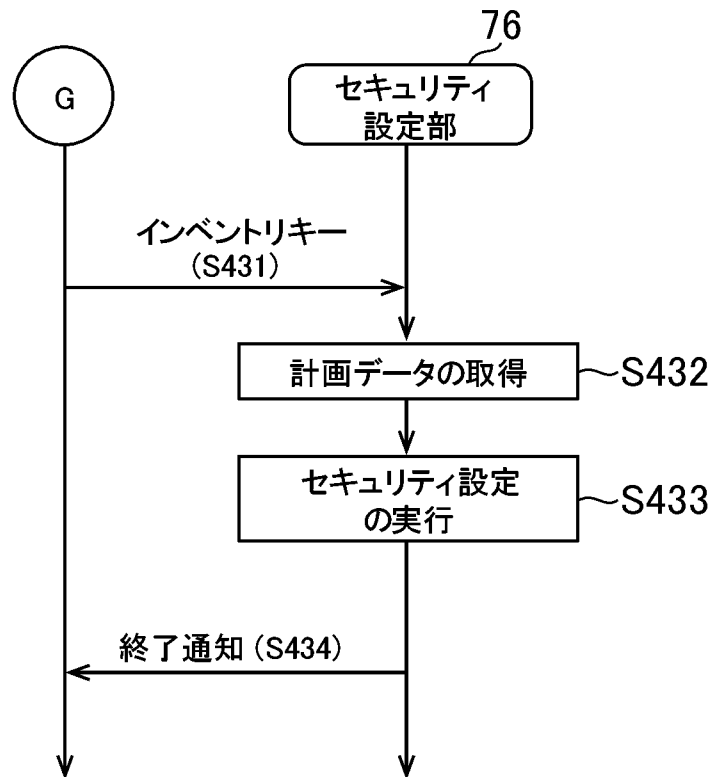 76
G
セキュリティ
設定部
インベントリキー
(S431)
計画データの取得
S432
セキュリティ設定
の実行
S433
終了通知 (S434)